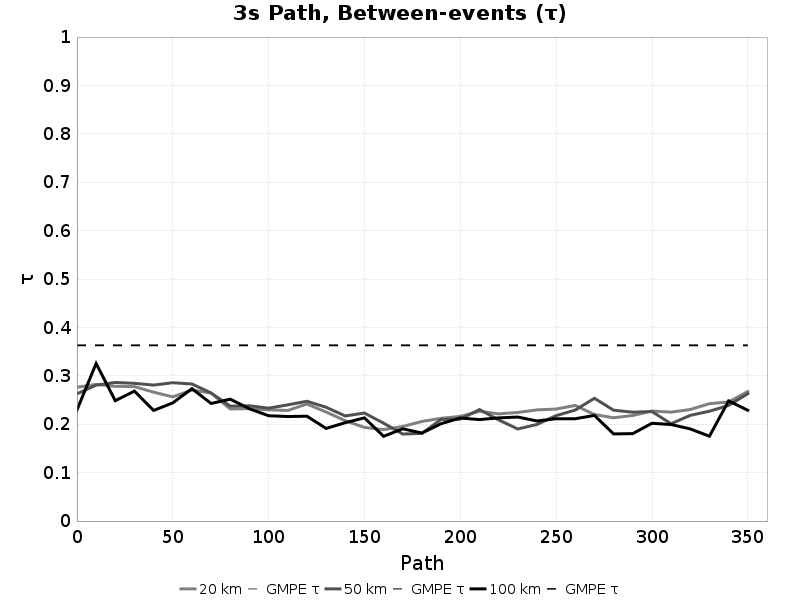 3s Path, Between-events (τ)
1
0.9
0.8
0.7
0.6
0.5
0.4
0.3
0.2
0.1
0
τ
0 50 100 150 200 250 300 350
Path
20 km GMPE τ 50 km GMPE τ 100 km GMPE τ